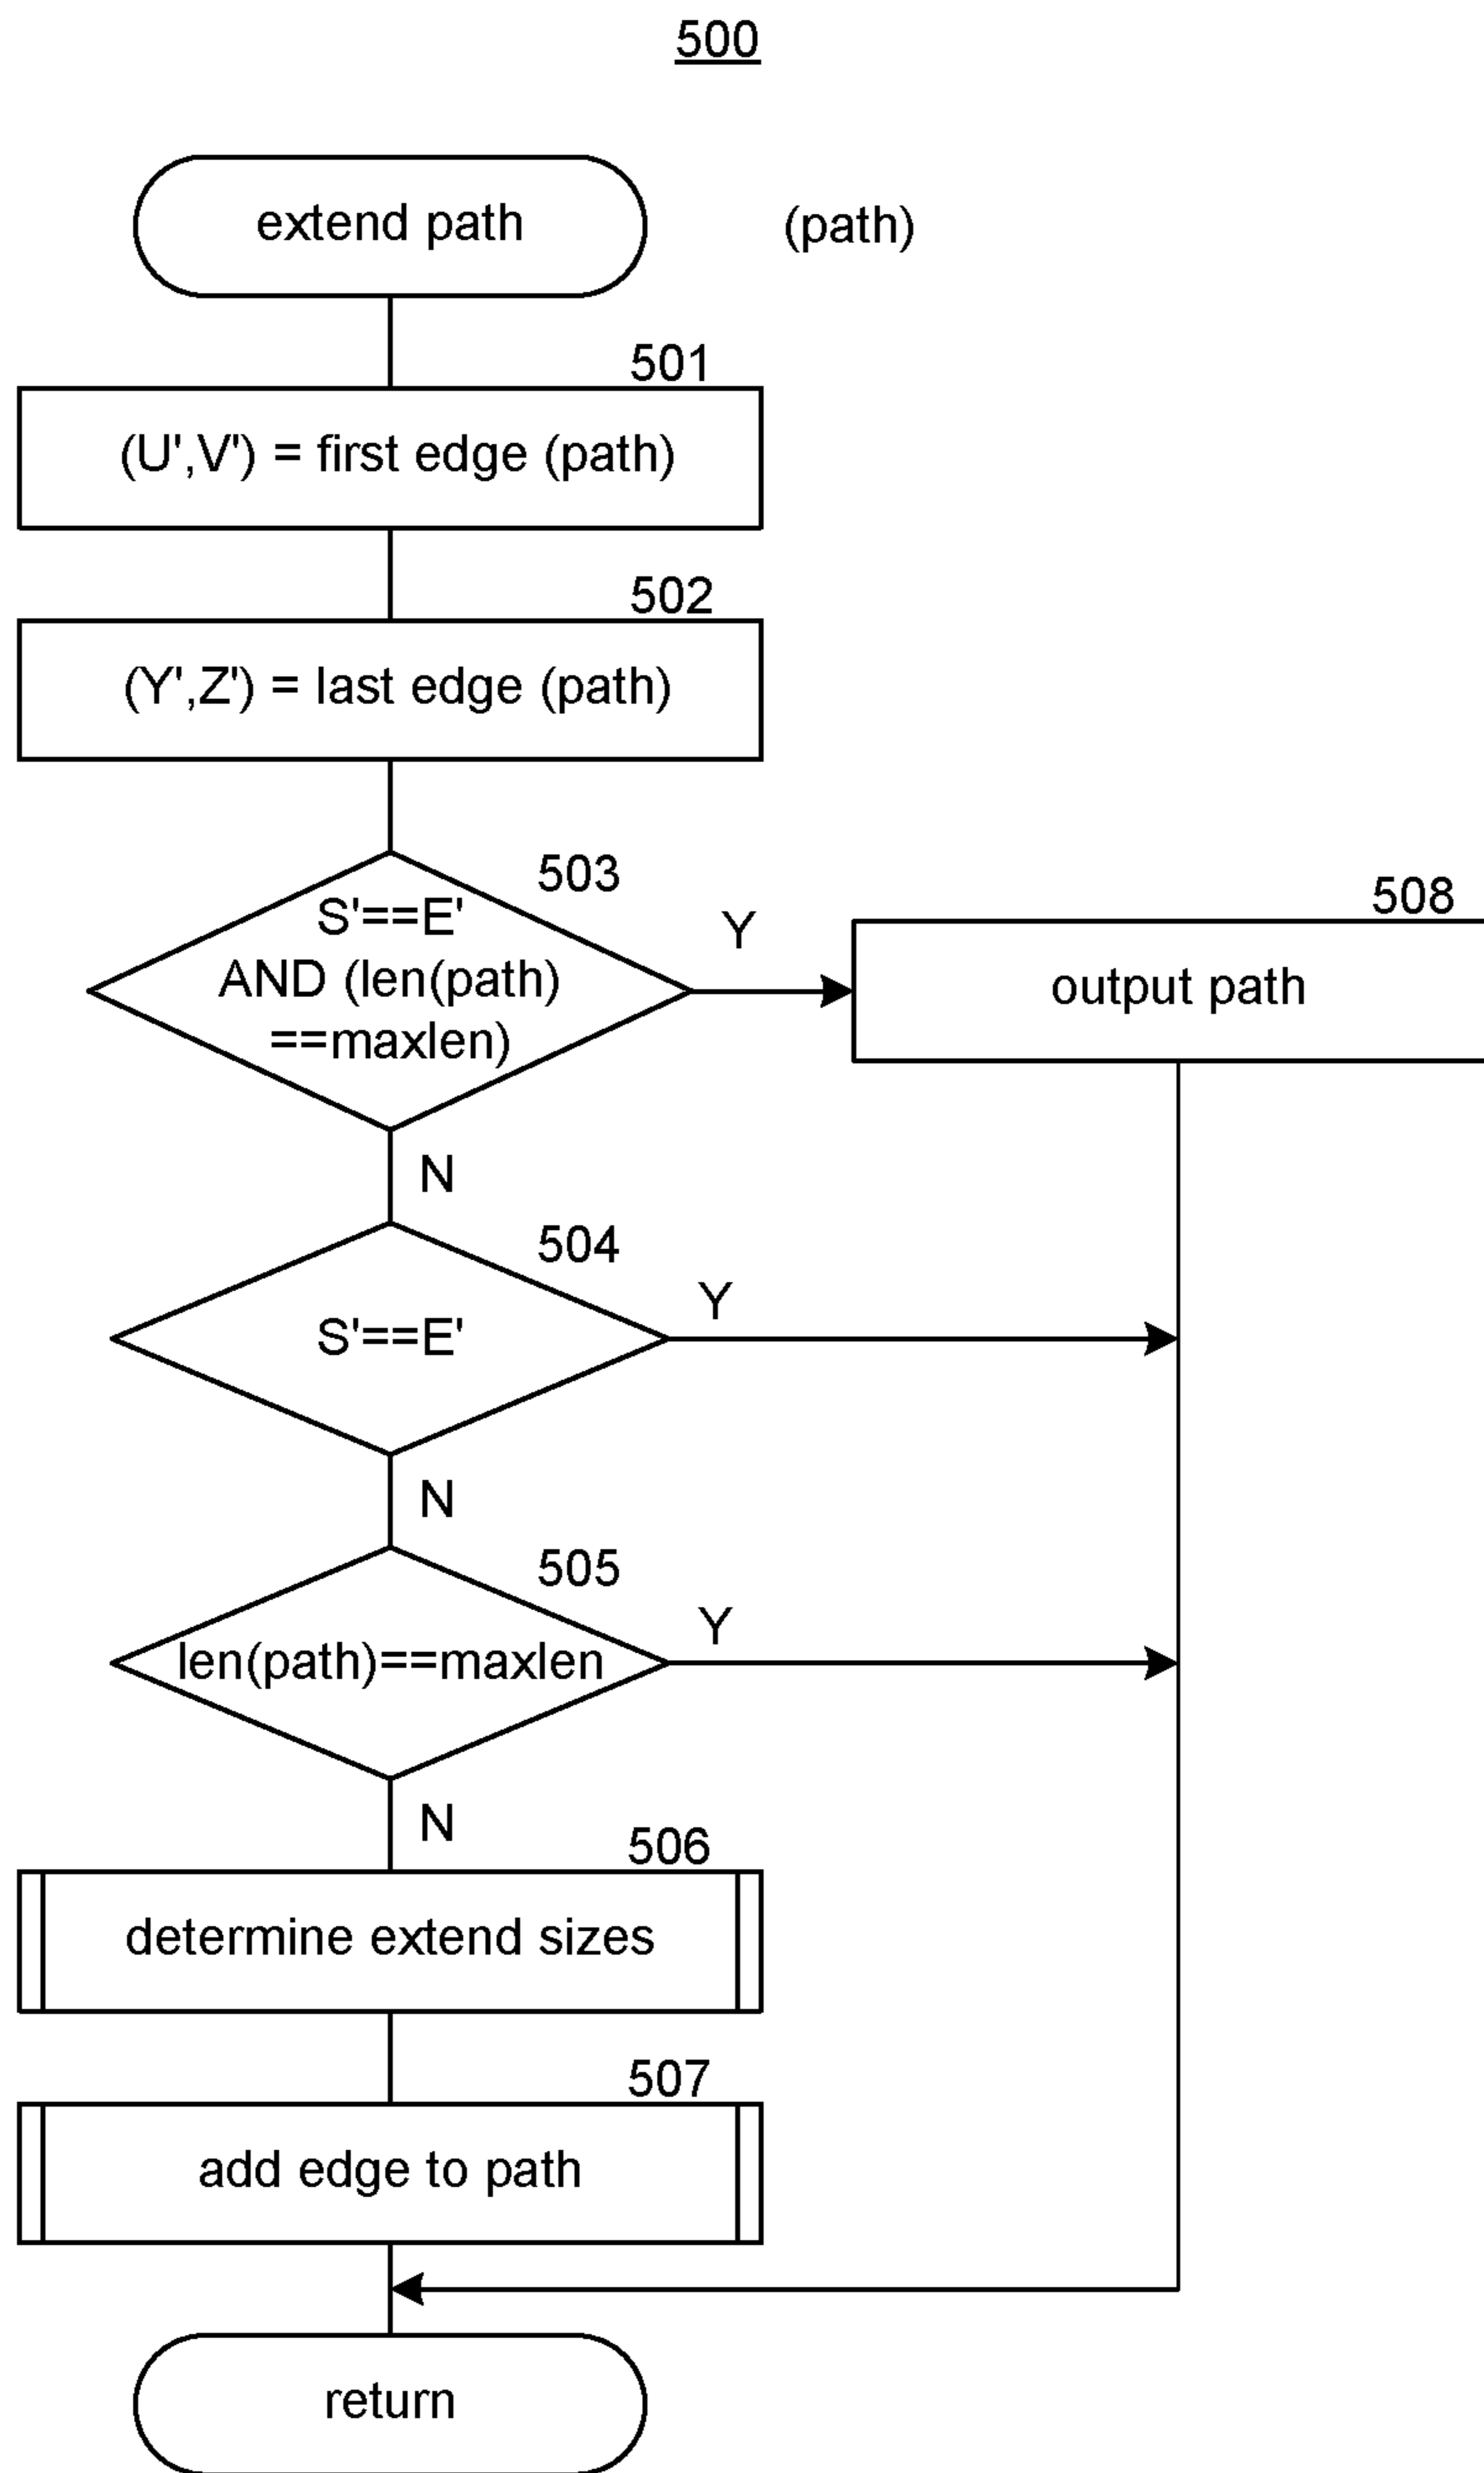 500
extend path
(path)
501
(U',V') = first edge (path)
502
(Y',Z') = last edge (path)
503
S'==E'
AND (len(path)
==maxlen)
Y
508
output path
N
504
S'==E'
Y
N
505
len(path)==maxlen
Y
N
506
determine extend sizes
507
add edge to path
return